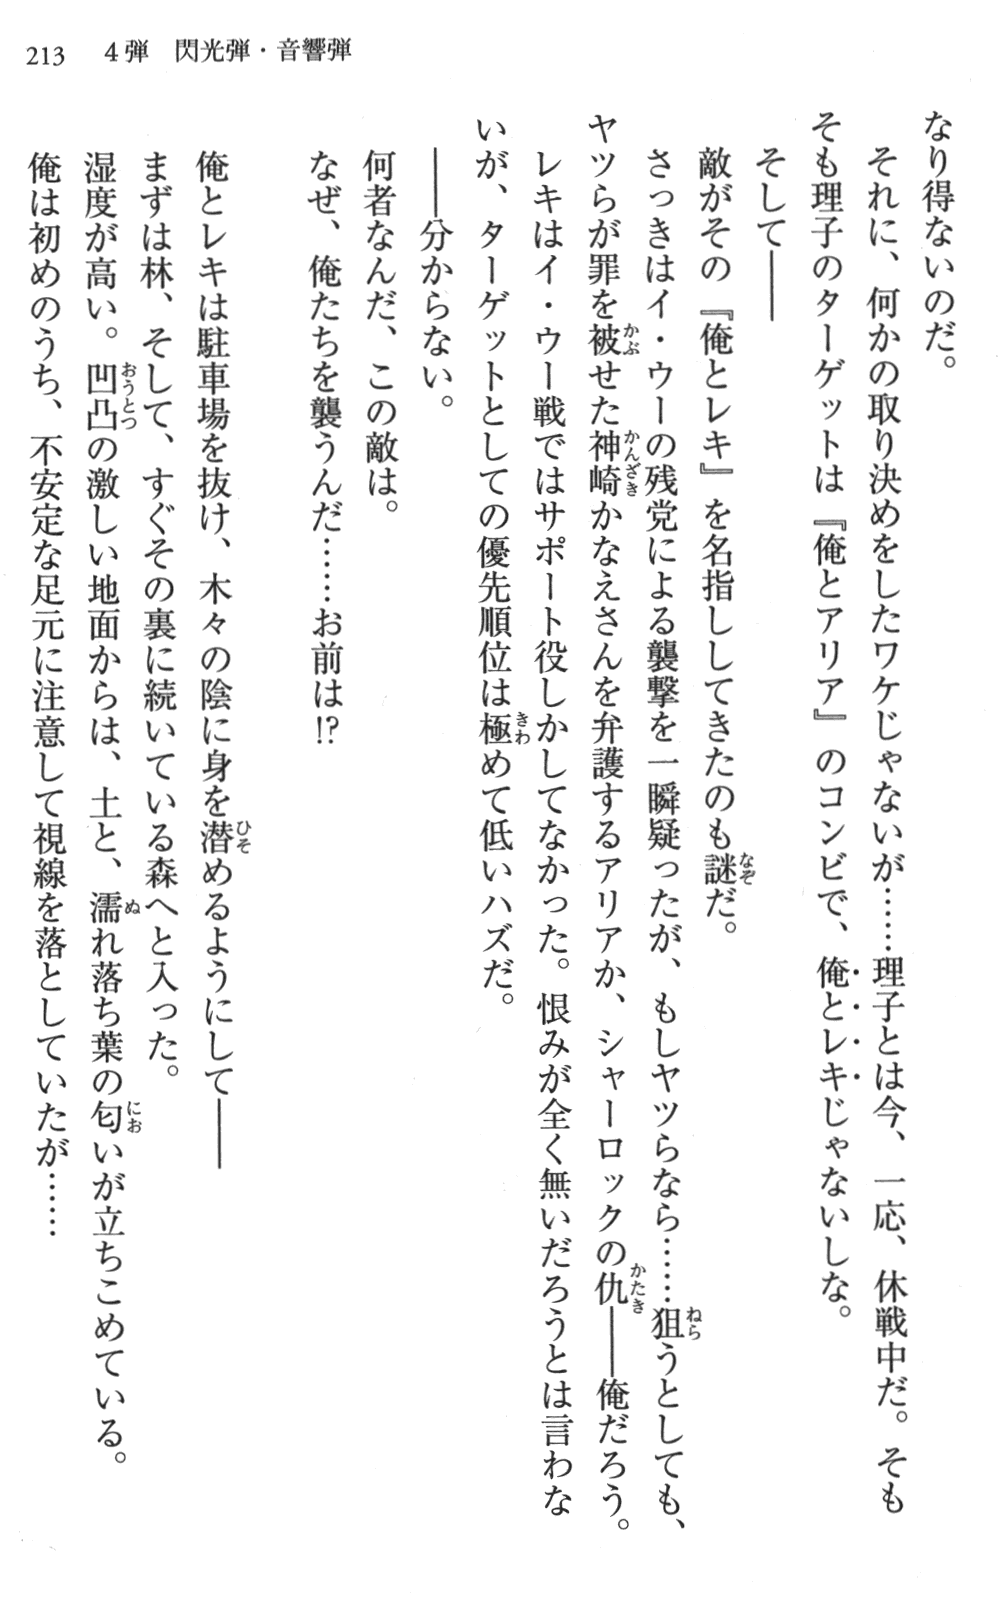 213　4弾　閃光弾・音響弾
なり得ないのだ。
それに、何かの取り決めをしたワケじゃないが……理子とは今、一応、休戦中だ。そも
そも理子のターゲットは『俺とアリア』のコンビで、俺とレキじゃないしな。
そして――
敵がその『俺とレキ』を名指ししてきたのも謎だ。
さっきはイ・ウーの残党による襲撃を一瞬疑ったが、もしヤツらなら……狙うとしても、
ヤツらが罪を被せた神崎かなえさんを弁護するアリアか、シャーロックの仇――俺だろう。
レキはイ・ウー戦ではサポート役しかしてなかった。恨みが全く無いだろうとは言わな
いが、ターゲットとしての優先順位は極めて低いハズだ。
――分からない。
何者なんだ、この敵は。
なぜ、俺たちを襲うんだ……お前は!?
俺とレキは駐車場を抜け、木々の陰に身を潜めるようにして――
まずは林、そして、すぐその裏に続いている森へと入った。
湿度が高い。凹凸の激しい地面からは、土と、濡れ落ち葉の匂いが立ちこめている。
俺は初めのうち、不安定な足元に注意して視線を落としていたが……